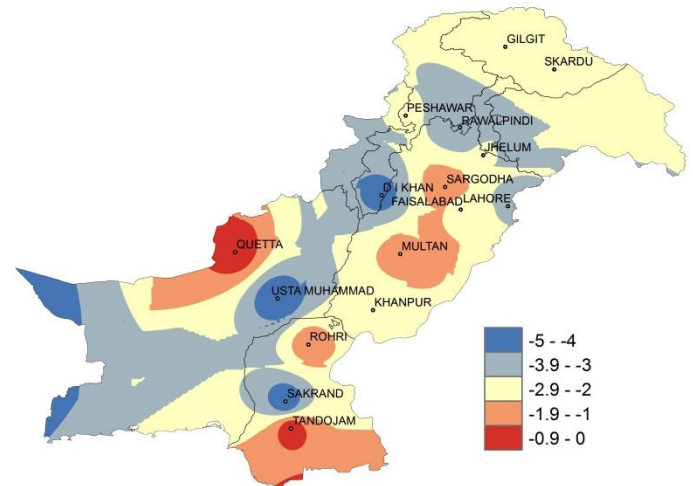 GILGIT
SKARDU
PESHAWAR
RAWALPINDI
JHELUM
SARGODHA
D I KHAN
FAISALABAD
LAHORE
QUETTA
MULTAN
USTA MUHAMMAD
KHANPUR
ROHRI
SAKRAND
TANDOJAM
-5 - -4
-3.9 - -3
-2.9 - -2
-1.9 - -1
-0.9 - 0